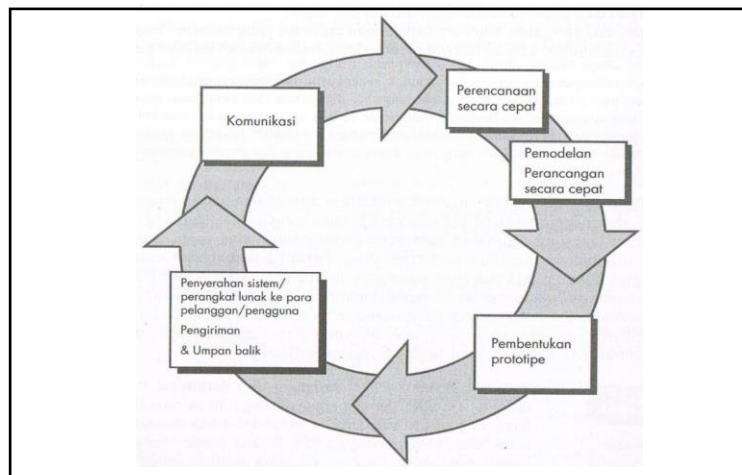 Komunikasi
Perencanaan
secara cepat
Pemodelan
Perancangan
secara cepat
Pembentukan
prototipe
Penyerahan sistem/
perangkat lunak ke para
pelanggan/pengguna
Pengiriman
& Umpan balik